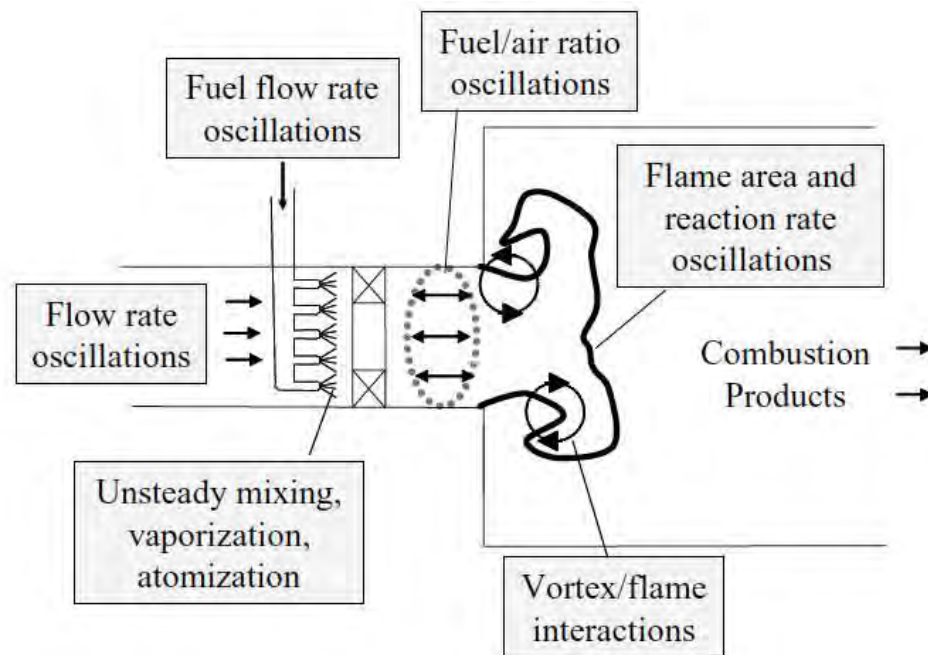 Fuel/air ratio
oscillations
Fuel flow rate
oscillations
Flame area and
reaction rate
oscillations
Flow rate
oscillations
Combustion
Products
Unsteady mixing,
vaporization,
atomization
Vortex/flame
interactions